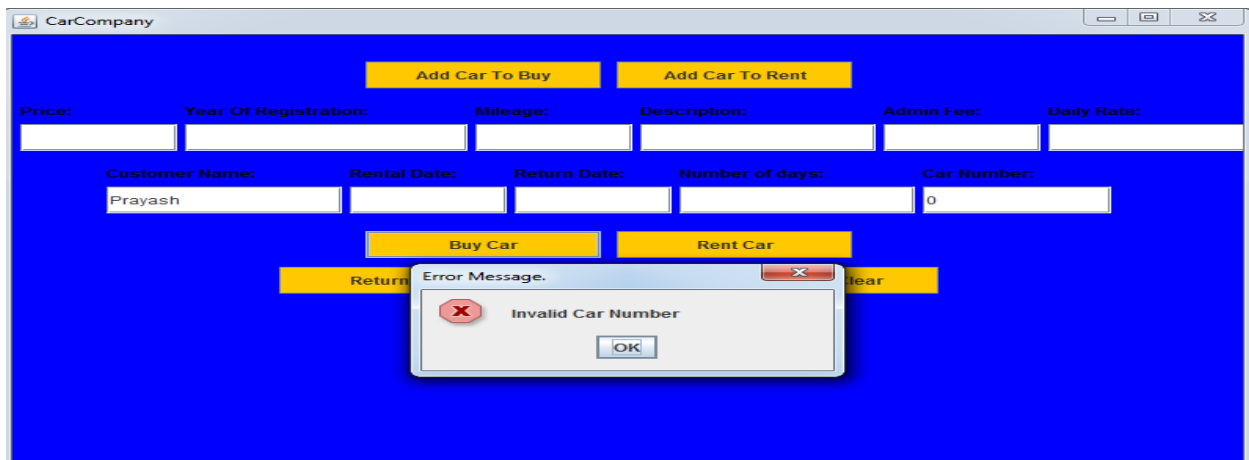 CarCompany
Add Car To Buy Add Car To Rent
Price: Year Of Registration: Mileage: Description: Admin Fee: Daily Rate:
Customer Name: Rental Date: Return Date: Number of days: Car Number:
Prayash 0
Buy Car Rent Car
Return Clear
Error Message.
Invalid Car Number
OK